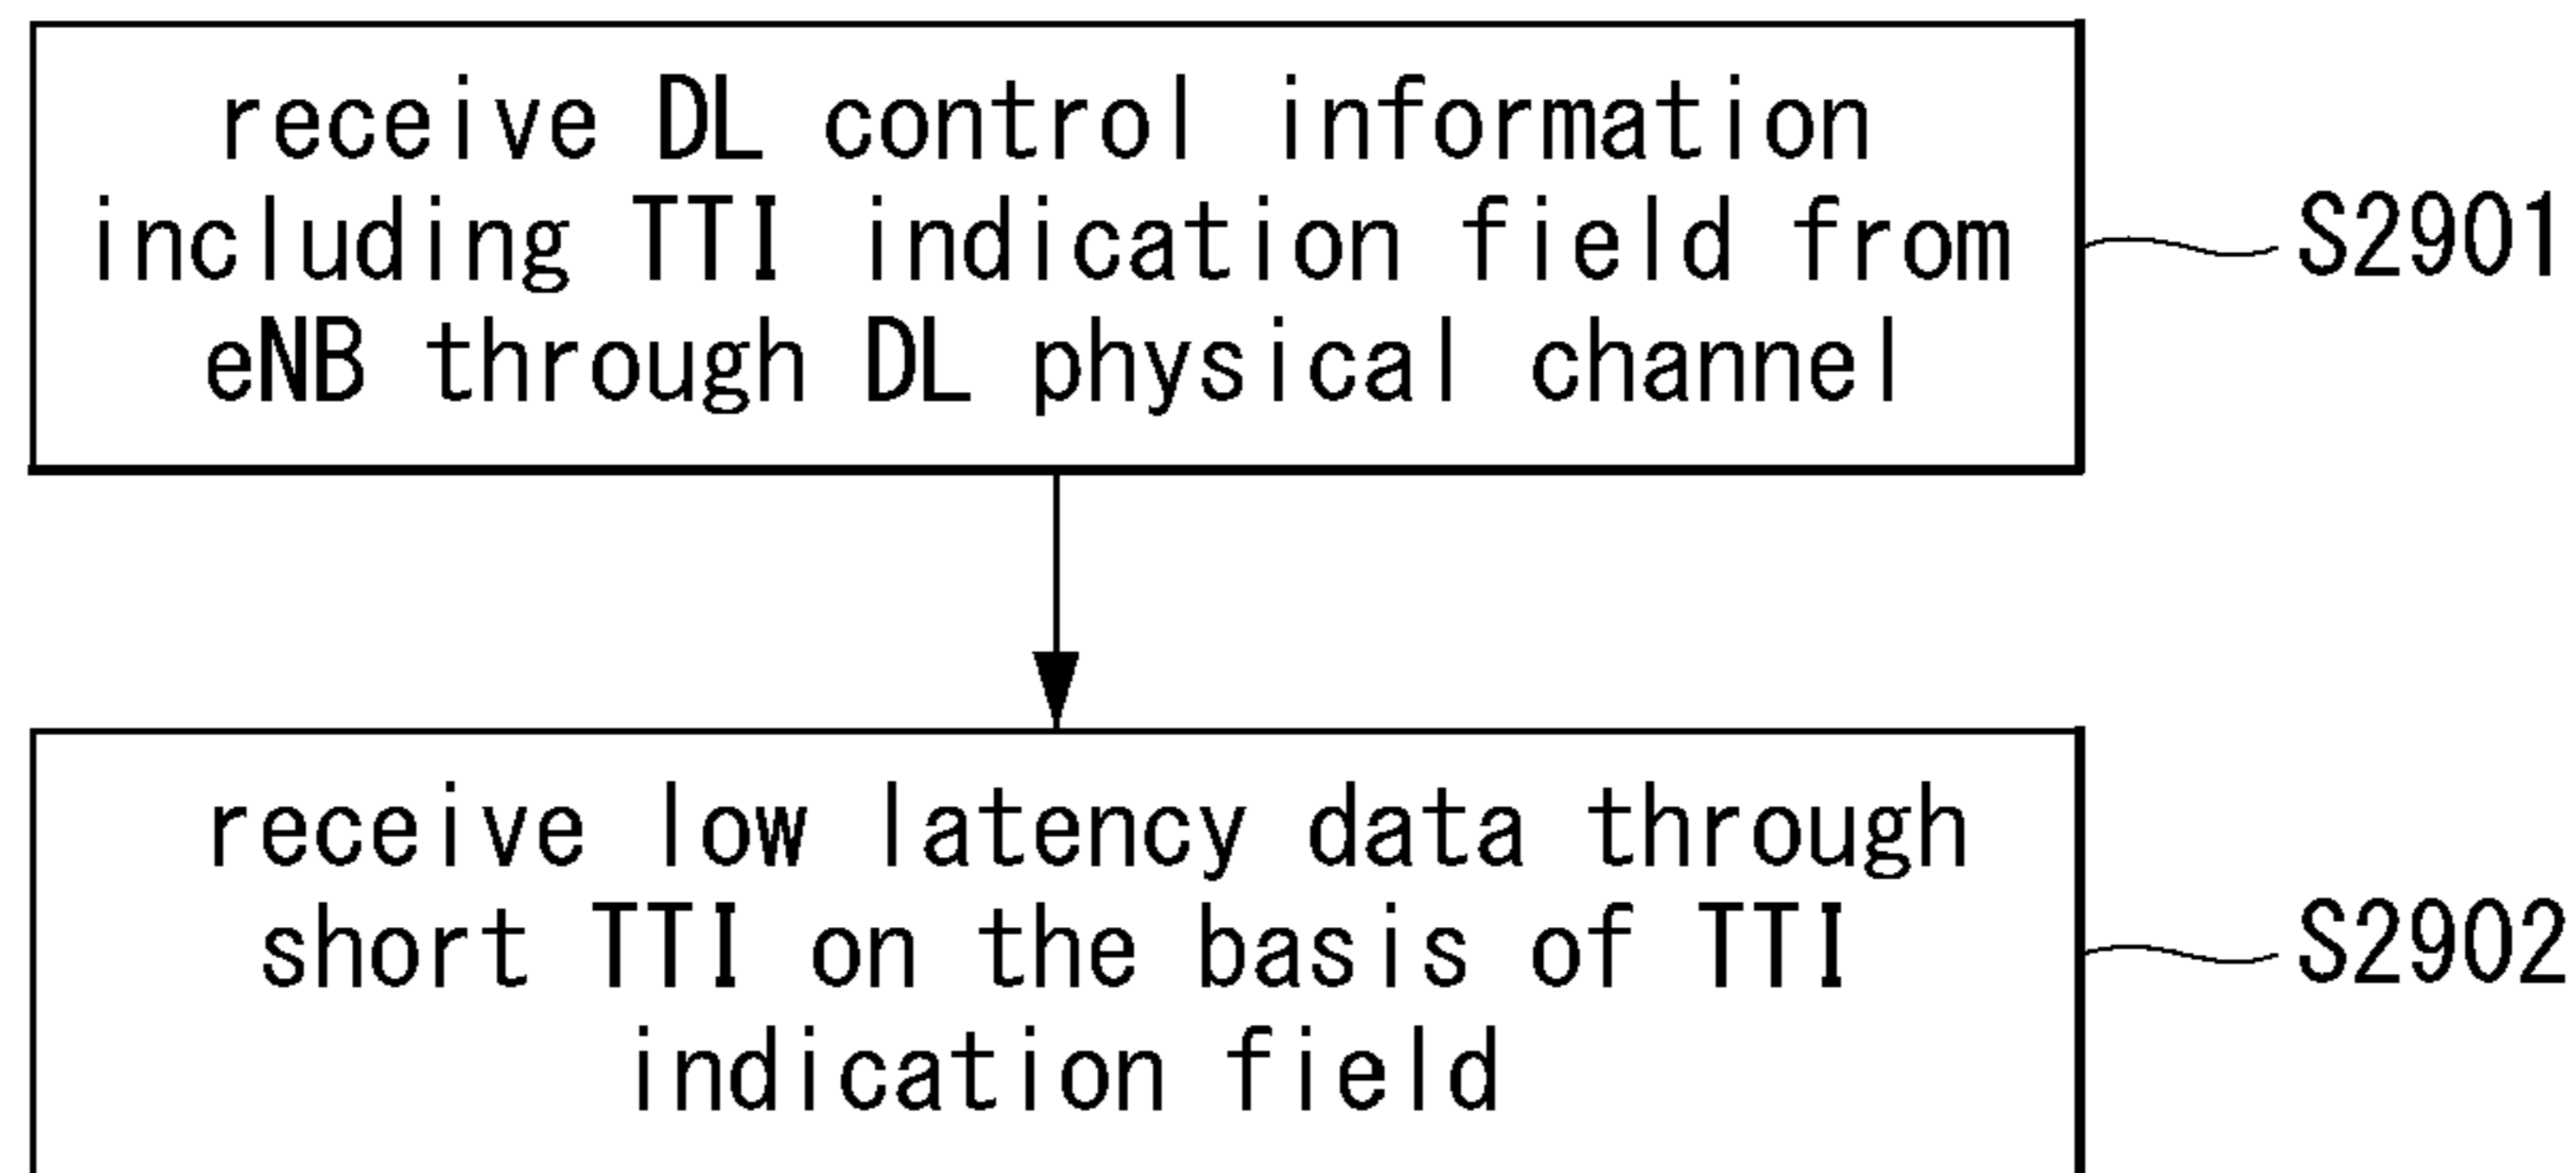 receive DL control information
including TTI indication field from
eNB through DL physical channel
S2901
receive low latency data through
short TTI on the basis of TTI
indication field
S2902